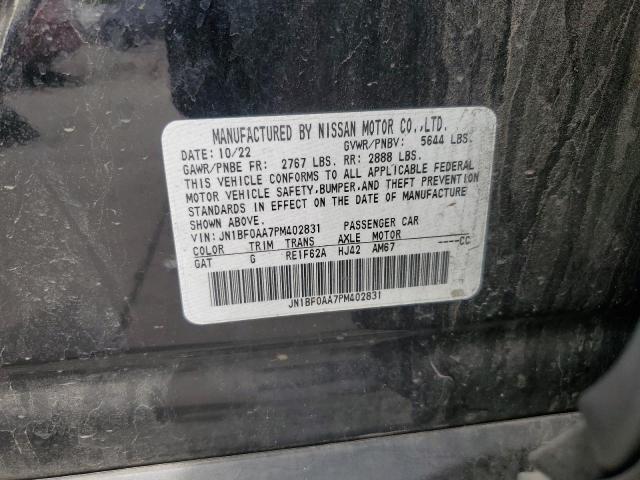 MANUFACTURED BY NISSAN MOTOR CO.,LTD.
DATE: 10/22 GVWR/PNBV: 5644 LBS.
GAWR/PNBE FR: 2767 LBS. RR: 2888 LBS.
THIS VEHICLE CONFORMS TO ALL APPLICABLE FEDERAL
MOTOR VEHICLE SAFETY, BUMPER, AND THEFT PREVENTION
STANDARDS IN EFFECT ON THE DATE OF MANUFACTURE
SHOWN ABOVE.
VIN: JN1BF0AA7PM402831 PASSENGER CAR
COLOR TRIM TRANS AXLE MOTOR
GAT G RE1F62A HJ42 AM67 ----CC
JN1BF0AA7PM402831